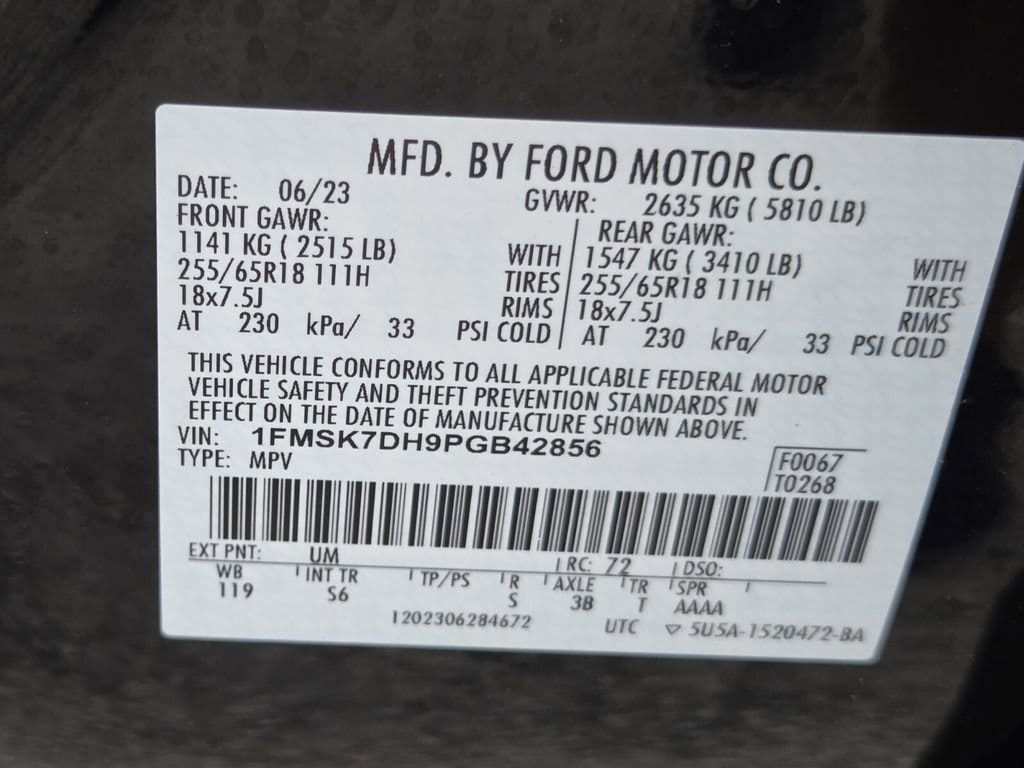 MFD. BY FORD MOTOR CO.
DATE: 06/23 GVWR: 2635 KG ( 5810 LB)
FRONT GAWR: REAR GAWR:
1141 KG ( 2515 LB) WITH 1547 KG ( 3410 LB) WITH
255/65R18 111H TIRES 255/65R18 111H TIRES
18x7.5J RIMS 18x7.5J RIMS
AT 230 kPa/ 33 PSI COLD AT 230 kPa/ 33 PSI COLD
THIS VEHICLE CONFORMS TO ALL APPLICABLE FEDERAL MOTOR
VEHICLE SAFETY AND THEFT PREVENTION STANDARDS IN
EFFECT ON THE DATE OF MANUFACTURE SHOWN ABOVE.
VIN: 1FMSK7DH9PGB42856
TYPE: MPV
F0067
T0268
EXT PNT: UM RC: 72 DSO:
WB INT TR TP/PS R AXLE TR SPR
119 S6 S 3B T AAAA
1202306284672 UTC ▽ 5U5A-1520472-BA